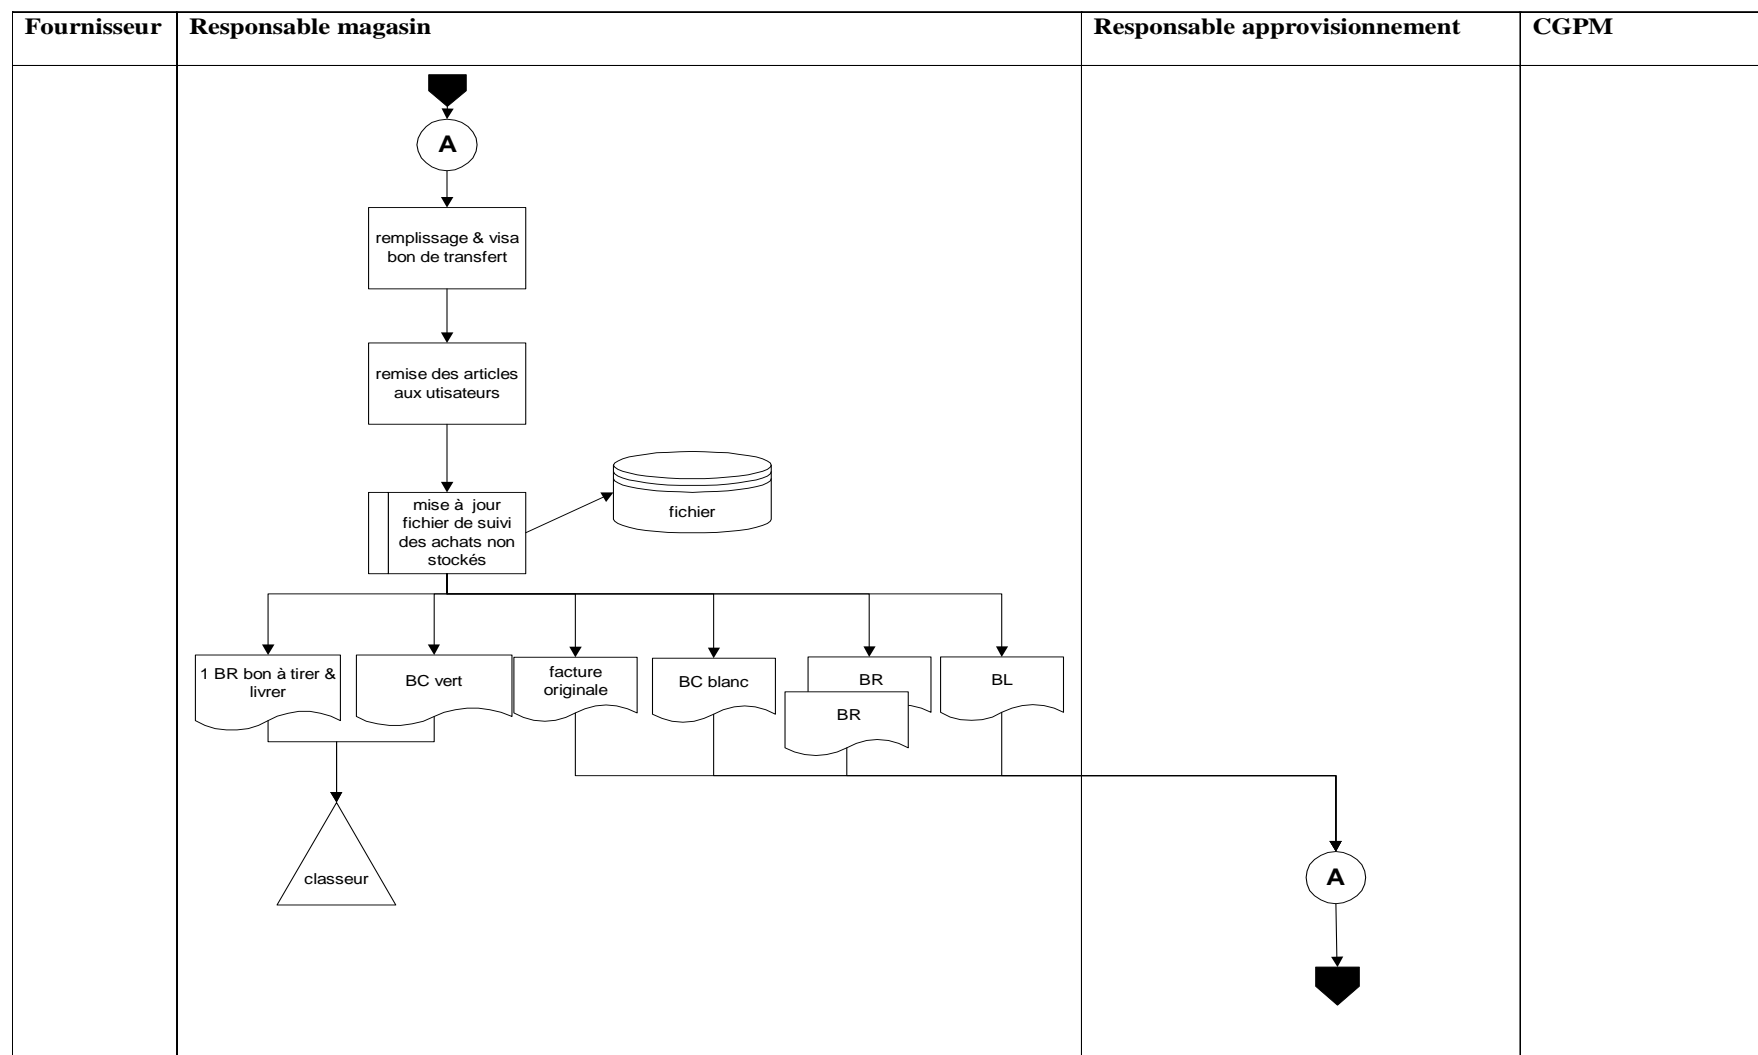 Fournisseur
Responsable magasin
Responsable approvisionnement
CGPM
A
remplissage & visa
bon de transfert
remise des articles
aux utisateurs
mise à jour
fichier de suivi
des achats non
stockés
fichier
1 BR bon à tirer &
livrer
BC vert
facture
originale
BC blanc
BR
BR
BL
classeur
A